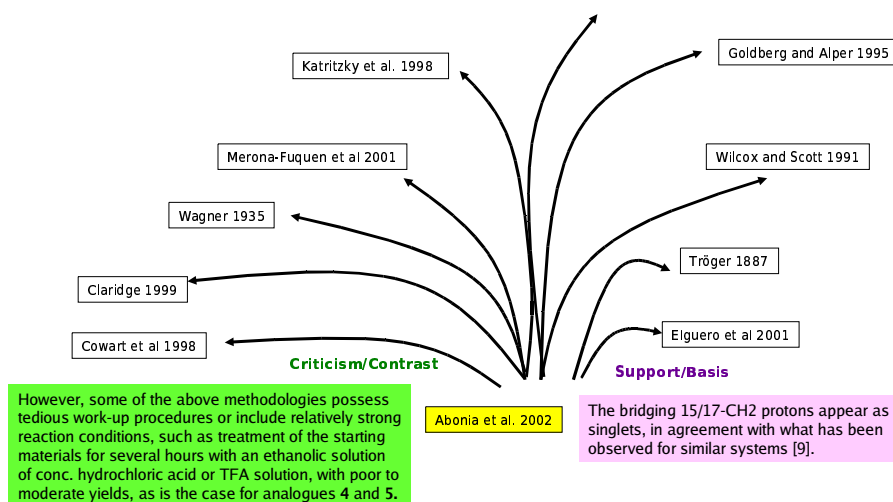 Goldberg and Alper 1995
Katritzky et al. 1998
Merona-Fuquen et al 2001
Wilcox and Scott 1991
Wagner 1935
Tröger 1887
Claridge 1999
Elguero et al 2001
Cowart et al 1998
Criticism/Contrast
Support/Basis
However, some of the above methodologies possess
tedious work-up procedures or include relatively strong
reaction conditions, such as treatment of the starting
materials for several hours with an ethanolic solution
of conc. hydrochloric acid or TFA solution, with poor to
moderate yields, as is the case for analogues 4 and 5.
Abonia et al. 2002
The bridging 15/17-CH2 protons appear as
singlets, in agreement with what has been
observed for similar systems [9].